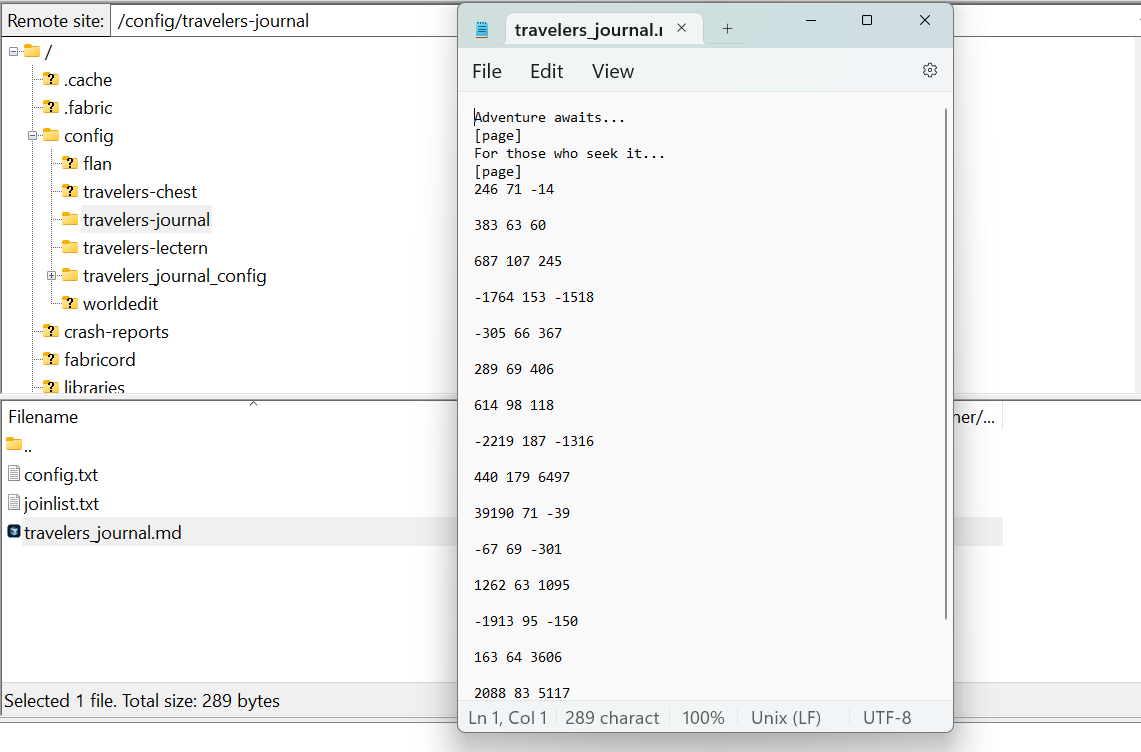 Remote site: /config/travelers-journal
/
.cache
.fabric
config
flan
travelers-chest
travelers-journal
travelers-lectern
travelers_journal_config
worldedit
crash-reports
fabricord
libraries
Filename
..
config.txt
joinlist.txt
travelers_journal.md
Selected 1 file. Total size: 289 bytes
travelers_journal.
File Edit View
Adventure awaits...
[page]
For those who seek it...
[page]
246 71 -14
383 63 60
687 107 245
-1764 153 -1518
-305 66 367
289 69 406
614 98 118
-2219 187 -1316
440 179 6497
39190 71 -39
-67 69 -301
1262 63 1095
-1913 95 -150
163 64 3606
2088 83 5117
Ln 1, Col 1 289 charact 100% Unix (LF) UTF-8
ner/...